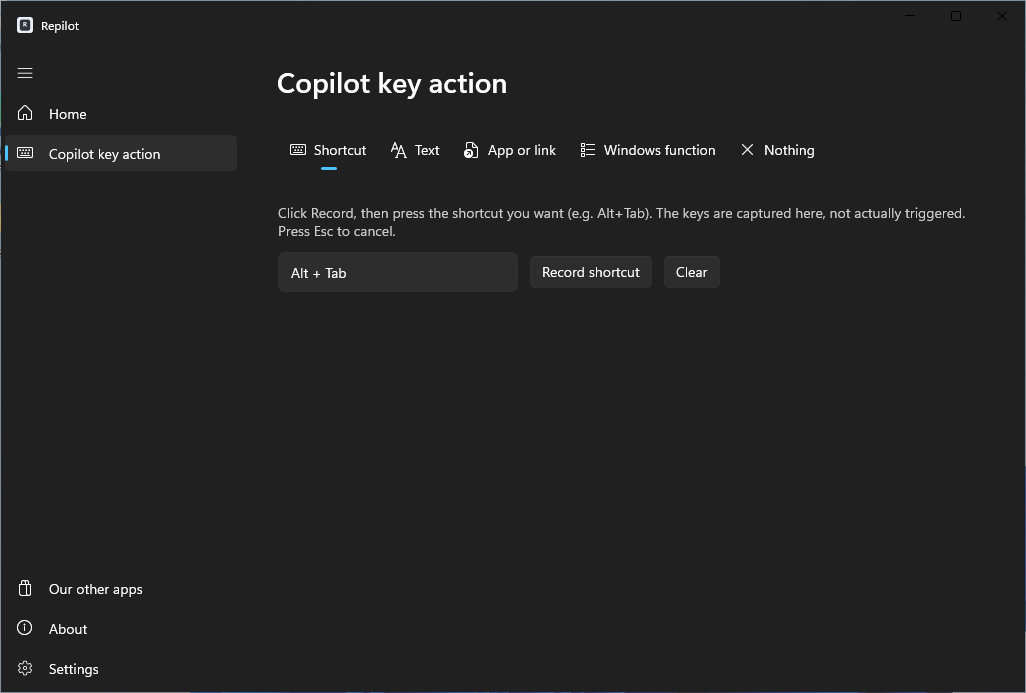 Repilot
Home
Copilot key action
Copilot key action
Shortcut
Text
App or link
Windows function
Nothing
Click Record, then press the shortcut you want (e.g. Alt+Tab). The keys are captured here, not actually triggered.
Press Esc to cancel.
Alt + Tab
Record shortcut
Clear
Our other apps
About
Settings